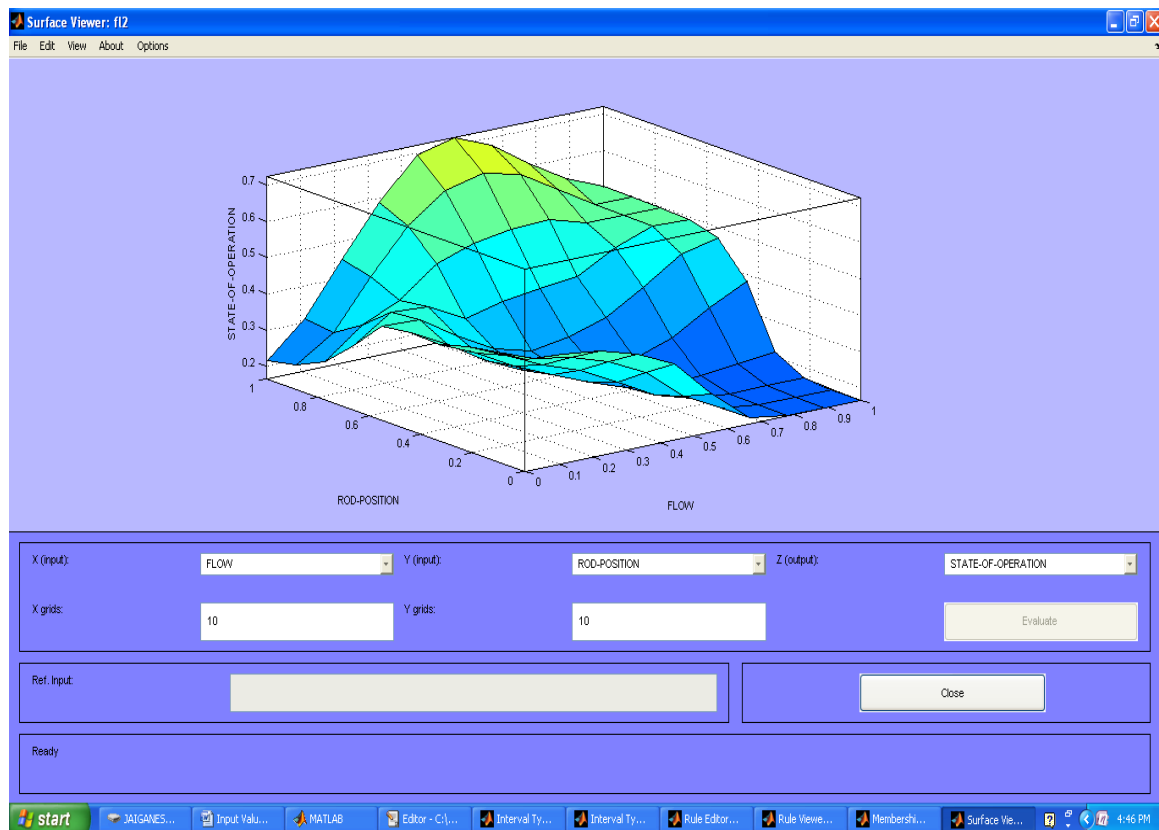 Surface Viewer: fl2
File Edit View About Options
0.7
0.6
0.5
0.4
0.3
0.2
STATE-OF-OPERATION
1
0.8
0.6
0.4
0.2
0
ROD-POSITION
0
0.1
0.2
0.3
0.4
0.5
0.6
0.7
0.8
0.9
1
FLOW
X (input): FLOW Y (input): ROD-POSITION Z (output): STATE-OF-OPERATION
X grids: 10 Y grids: 10 Evaluate
Ref. Input: Close
Ready
start JAIGANES... Input Valu... MATLAB Editor - C:\... Interval Ty... Interval Ty... Rule Editor... Rule Viewe... Membershi... Surface Vie... 4:46 PM